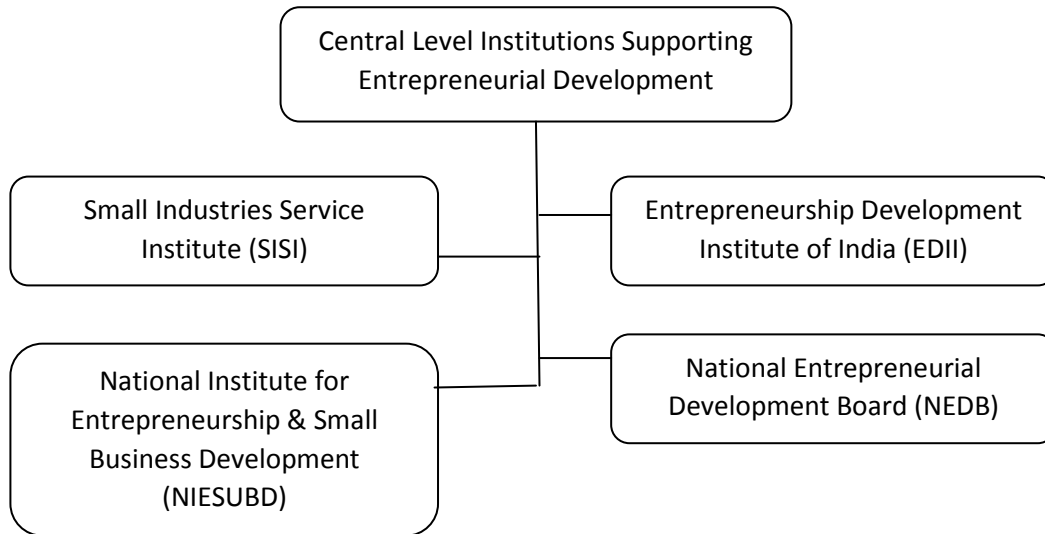 Central Level Institutions Supporting
Entrepreneurial Development
Small Industries Service
Institute (SISI)
Entrepreneurship Development
Institute of India (EDII)
National Institute for
Entrepreneurship & Small
Business Development
(NIESUBD)
National Entrepreneurial
Development Board (NEDB)